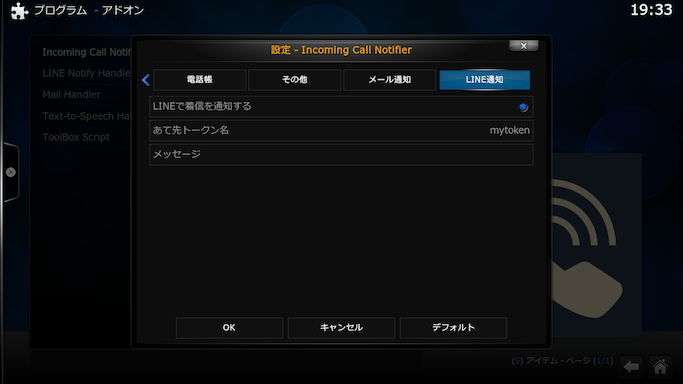 プログラム - アドオン
19:33
Incoming Call Notif
LINE Notify Handle
Mail Handler
Text-to-Speech Ha
ToolBox Script
設定 - Incoming Call Notifier
電話帳 その他 メール通知 LINE通知
LINEで着信を通知する
あて先トークン名 mytoken
メッセージ
OK キャンセル デフォルト
(5) アイテム - ページ (1/1)